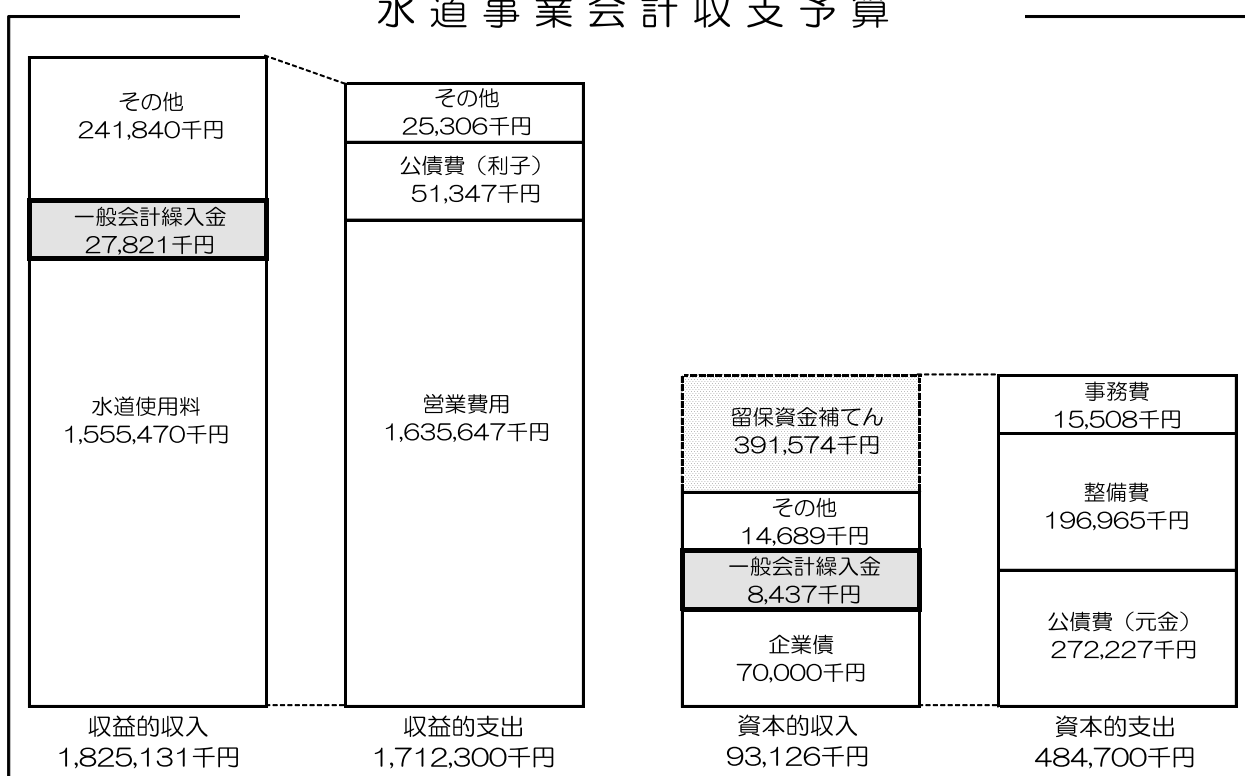 水道事業会計収支予算
その他
241,840千円
一般会計繰入金
27,821千円
水道使用料
1,555,470千円
収益的収入
1,825,131千円
その他
25,306千円
公債費（利子）
51,347千円
営業費用
1,635,647千円
収益的支出
1,712,300千円
留保資金補てん
391,574千円
その他
14,689千円
一般会計繰入金
8,437千円
企業債
70,000千円
資本的収入
93,126千円
事務費
15,508千円
整備費
196,965千円
公債費（元金）
272,227千円
資本的支出
484,700千円